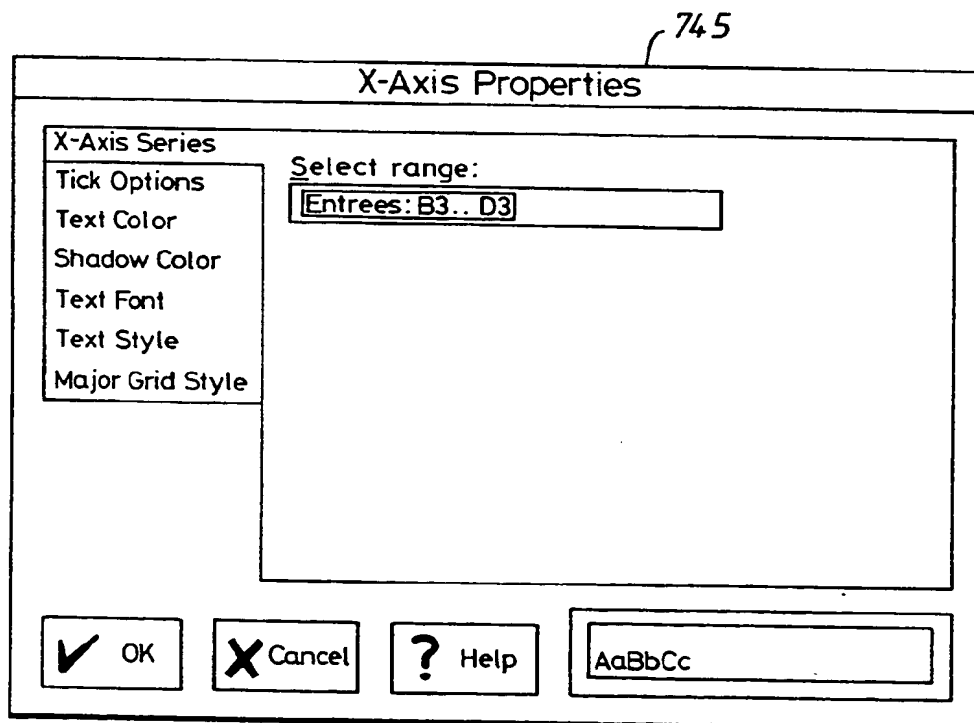 745
X-Axis Properties
X-Axis Series
Tick Options
Text Color
Shadow Color
Text Font
Text Style
Major Grid Style
Select range:
Entrees: B3.. D3
OK
Cancel
? Help
AaBbCc